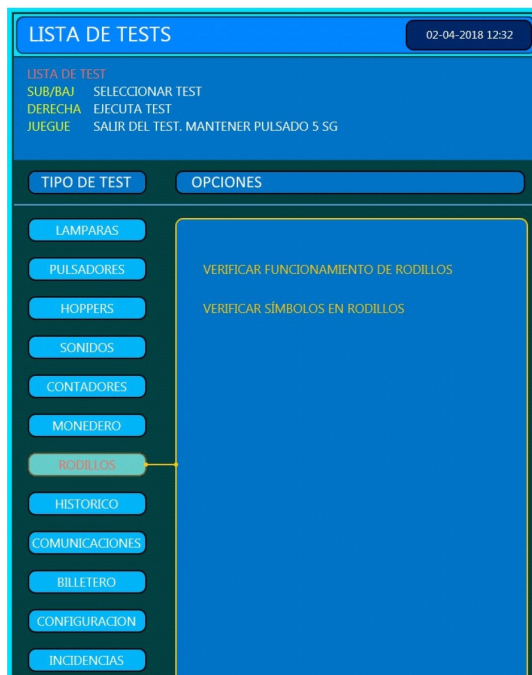 LISTA DE TESTS
02-04-2018 12:32
LISTA DE TEST
SUB/BAJ SELECCIONAR TEST
DERECHA EJECUTA TEST
JUEGUE SALIR DEL TEST. MANTENER PULSADO 5 SG
TIPO DE TEST OPCIONES
LAMPARAS
PULSADORES
VERIFICAR FUNCIONAMIENTO DE RODILLOS
HOPPERS
VERIFICAR SÍMBOLOS EN RODILLOS
SONIDOS
CONTADORES
MONEDERO
RODILLOS
HISTORICO
COMUNICACIONES
BILLETERO
CONFIGURACION
INCIDENCIAS